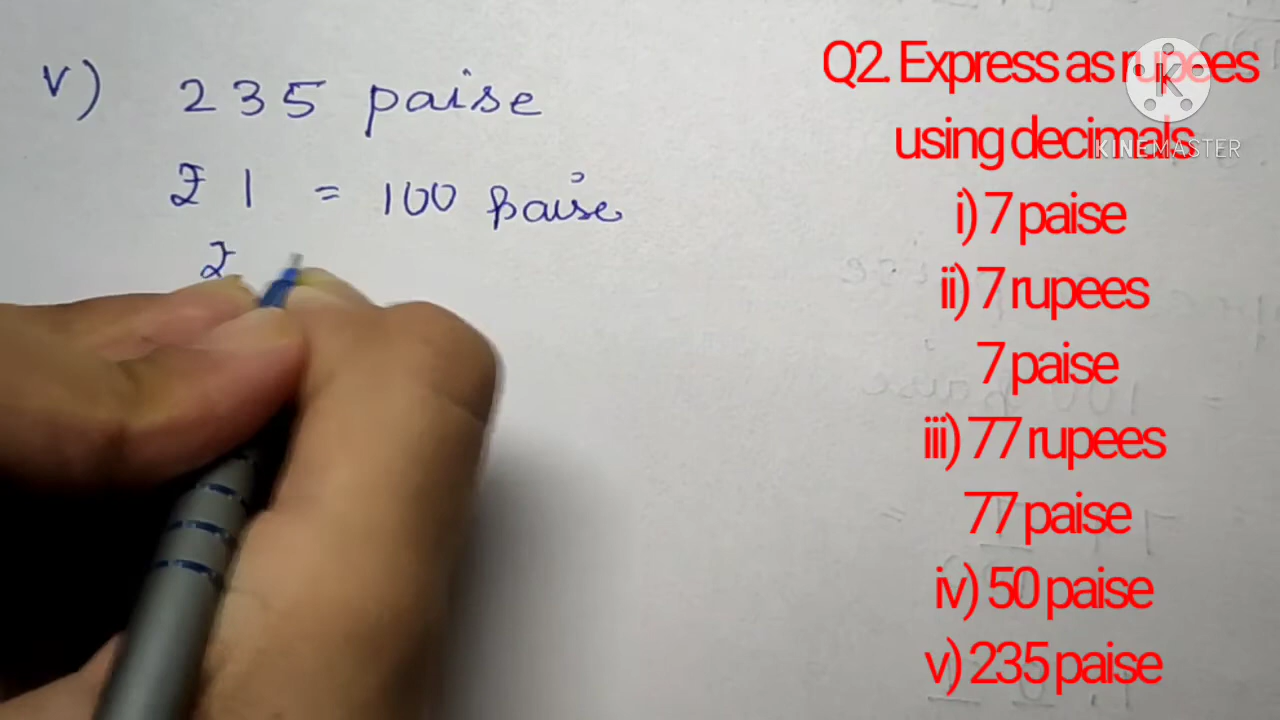 v) 235 paise
₹ 1 = 100 paise
₹
Q2. Express as rupees
using decimals
i) 7 paise
ii) 7 rupees
7 paise
iii) 77 rupees
77 paise
iv) 50 paise
v) 235 paise
K
KINEMASTER